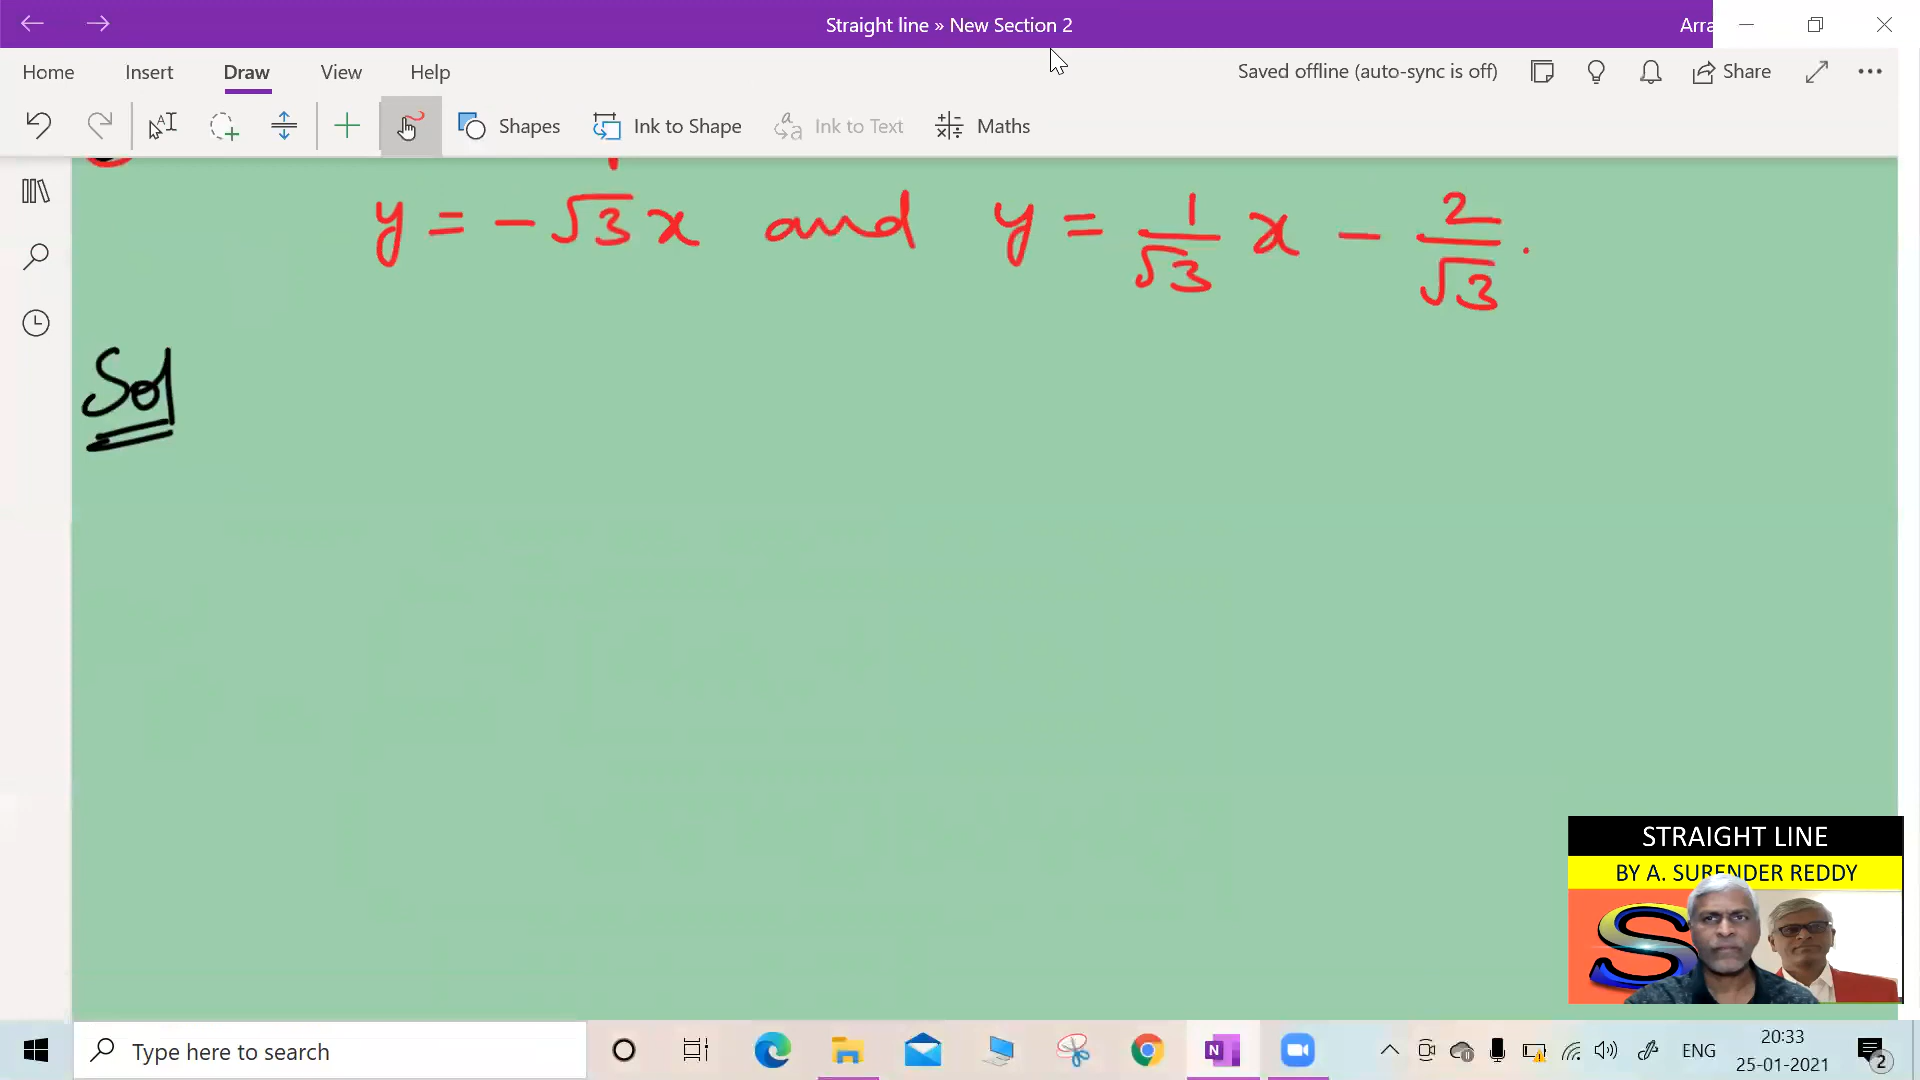 Straight line » New Section 2
Arra
Home Insert Draw View Help
Saved offline (auto-sync is off) Share
Shapes Ink to Shape Ink to Text Maths
y = -√3 x and y = 1/√3 x - 2/√3 .
Sol
STRAIGHT LINE
BY A. SURENDER REDDY
S
Type here to search
ENG
20:33
25-01-2021
2